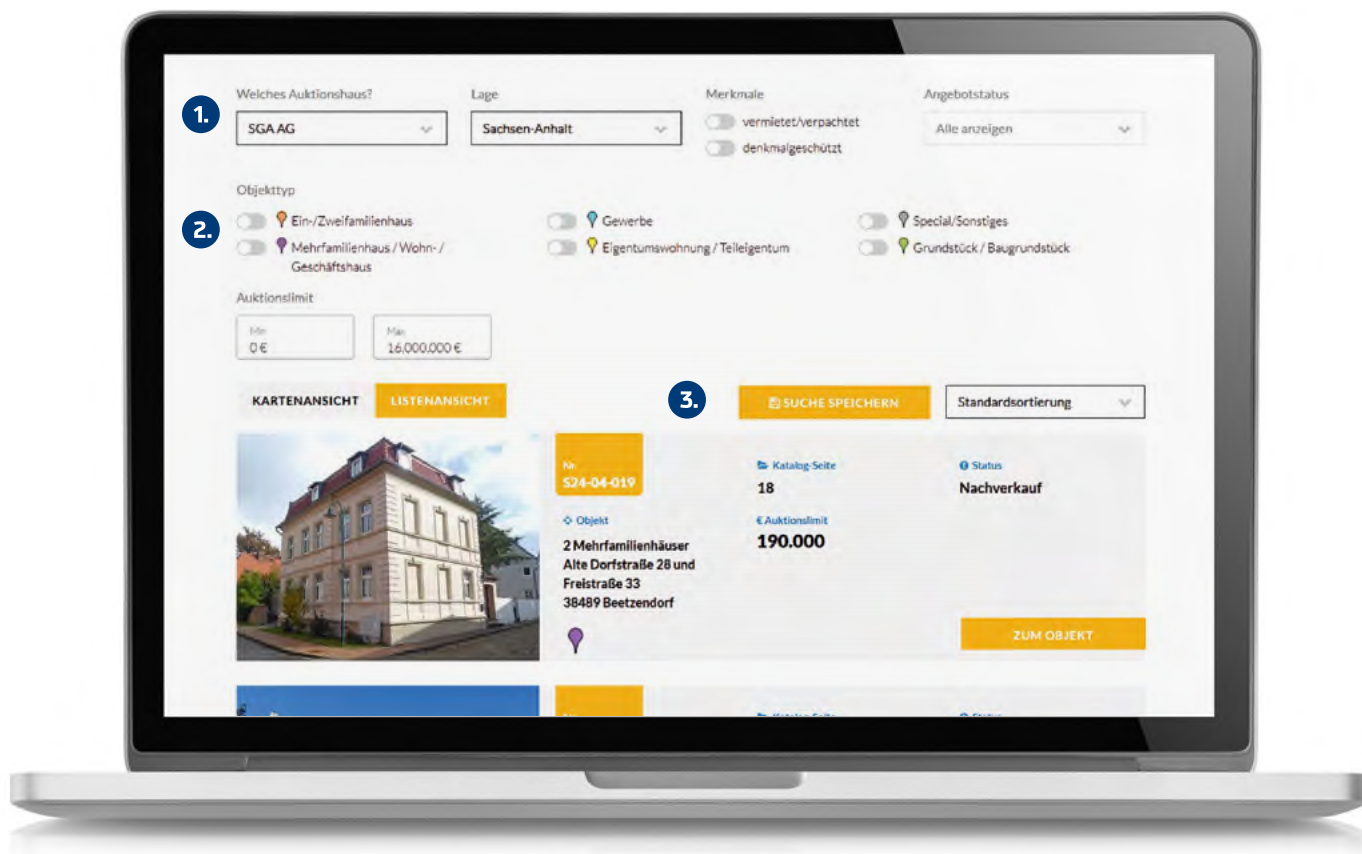 Welches Auktionshaus?
Lage
Merkmale
Angebotstatus
1.
SGA AG
Sachsen-Anhalt
vermietet/verpachtet
denkmalgeschützt
Alle anzeigen
Objekttyp
2.
Ein-/Zweifamilienhaus
Gewerbe
Special/Sonstiges
Mehrfamilienhaus / Wohn- /
Geschäftshaus
Eigentumswohnung / Teileigentum
Grundstück / Baugrundstück
Auktionslimit
Min
0 €
Max
16.000.000 €
KARTENANSICHT
LISTENANSICHT
3.
SUCHE SPEICHERN
Standardsortierung
Nr.
S24-04-019
Objekt
2 Mehrfamilienhäuser
Alte Dorfstraße 28 und
Freistraße 33
38489 Beetzendorf
Katalog-Seite
18
€ Auktionslimit
190.000
Status
Nachverkauf
ZUM OBJEKT